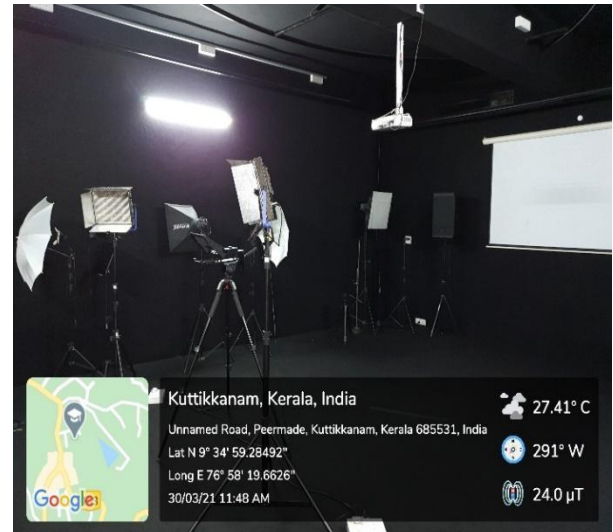 Kuttikkanam, Kerala, India
Unnamed Road, Peermade, Kuttikkanam, Kerala 685531, India
Lat N 9° 34' 59.28492"
Long E 76° 58' 19.6626"
30/03/21 11:48 AM
27.41° C
291° W
24.0 µT
Google